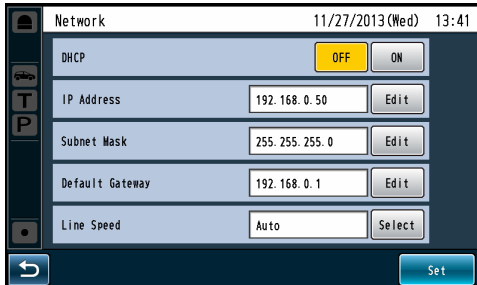 Network 11/27/2013(Wed) 13:41
DHCP OFF ON
IP Address 192.168.0.50 Edit
T
P
Subnet Mask 255.255.255.0 Edit
Default Gateway 192.168.0.1 Edit
Line Speed Auto Select
Set